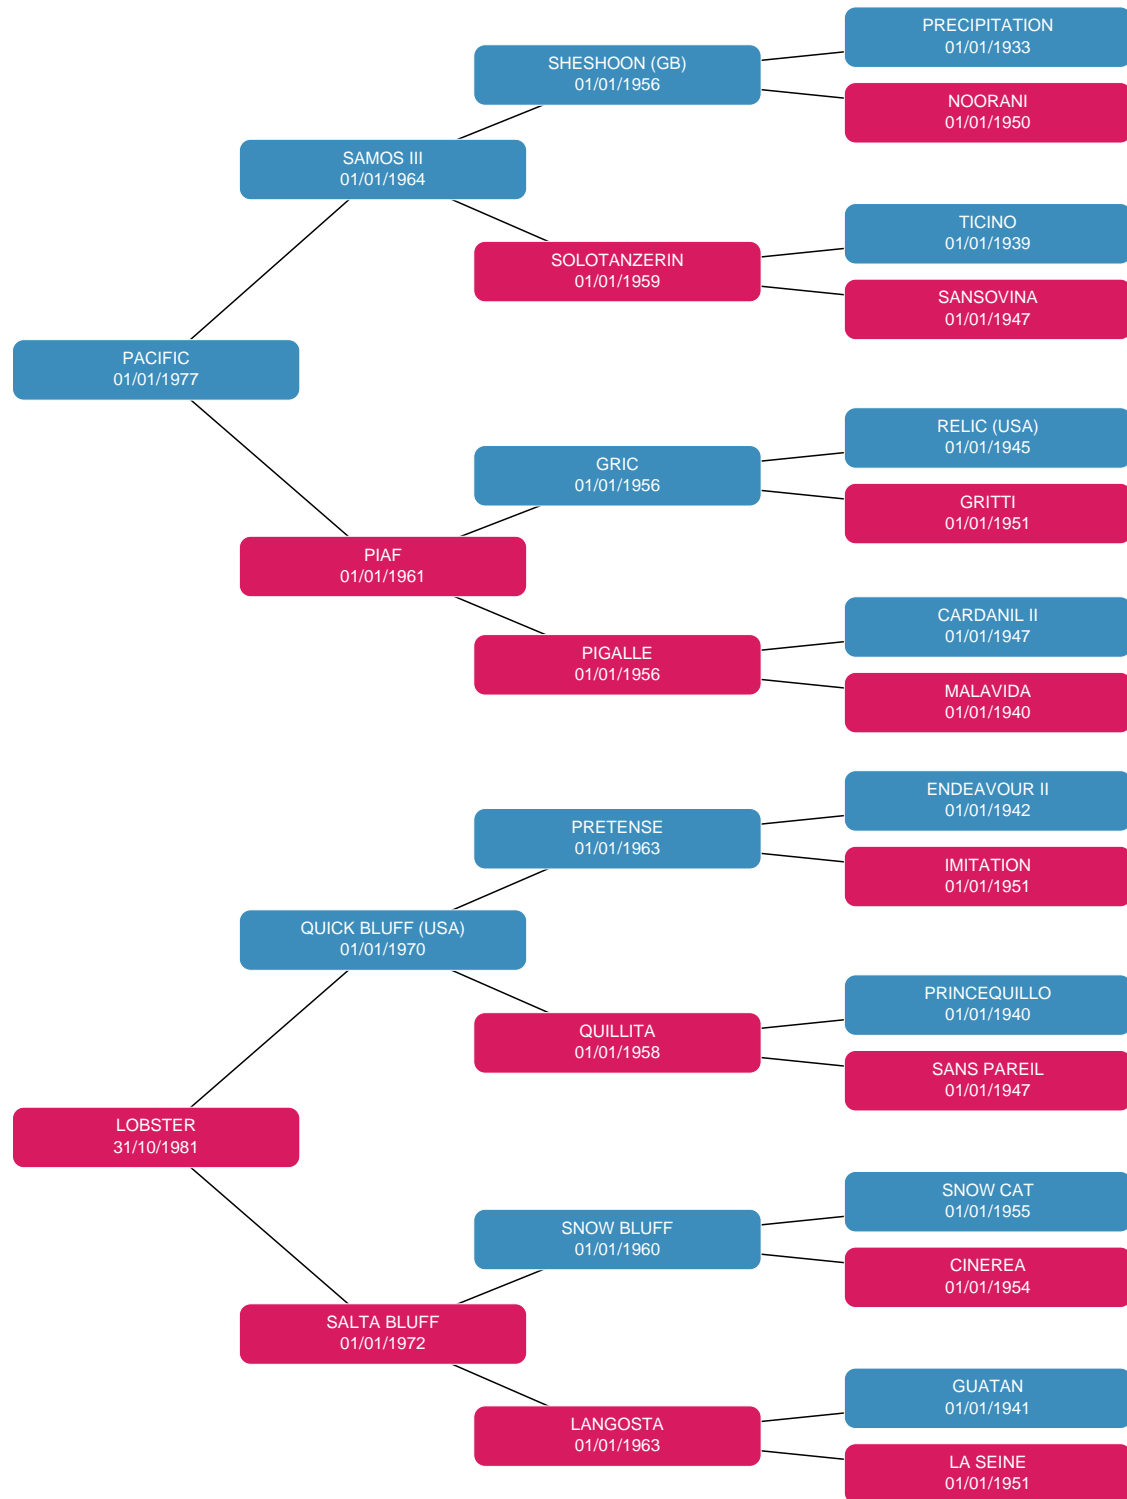 PRECIPITATION
01/01/1933
SHESHOON (GB)
01/01/1956
NOORANI
01/01/1950
SAMOS III
01/01/1964
TICINO
01/01/1939
SOLOTANZERIN
01/01/1959
SANSOVINA
01/01/1947
PACIFIC
01/01/1977
RELIC (USA)
01/01/1945
GRIC
01/01/1956
GRITTI
01/01/1951
PIAF
01/01/1961
CARDANIL II
01/01/1947
PIGALLE
01/01/1956
MALAVIDA
01/01/1940
ENDEAVOUR II
01/01/1942
PRETENSE
01/01/1963
IMITATION
01/01/1951
QUICK BLUFF (USA)
01/01/1970
PRINCEQUILLO
01/01/1940
QUILLITA
01/01/1958
SANS PAREIL
01/01/1947
LOBSTER
31/10/1981
SNOW CAT
01/01/1955
SNOW BLUFF
01/01/1960
CINEREA
01/01/1954
SALTA BLUFF
01/01/1972
GUATAN
01/01/1941
LANGOSTA
01/01/1963
LA SEINE
01/01/1951